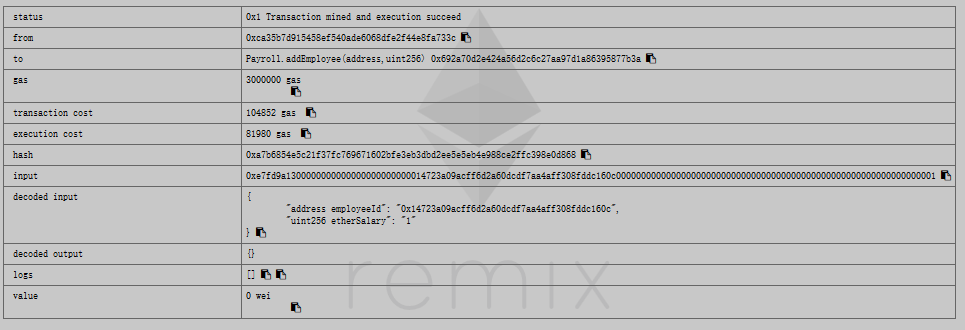 status 0x1 Transaction mined and execution succeed
from 0xca35b7d915458ef540ade6068dfe2f44e8fa733c
to Payroll.addEmployee(address,uint256) 0x692a70d2e424a56d2c6c27aa97d1a86395877b3a
gas 3000000 gas
transaction cost 104852 gas
execution cost 81980 gas
hash 0xa7b6854e5c21f37fc769671602bfe3eb3dbd2ee5e5eb4e988ce2ffc398e0d868
input 0xe7fd9a1300000000000000000000000014723a09acff6d2a60dcdf7aa4aff308fddc160c0000000000000000000000000000000000000000000000000000000000000001
decoded input {
"address employeeId": "0x14723a09acff6d2a60dcdf7aa4aff308fddc160c",
"uint256 etherSalary": "1"
}
decoded output {}
logs []
value 0 wei
remix